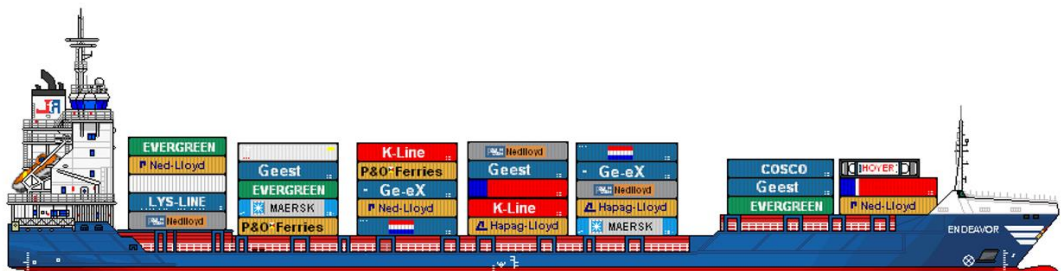 JR
EVERGREEN
Ned-Lloyd
LYS-LINE
Nedlloyd
Geest
EVERGREEN
MAERSK
P&O Ferries
K-Line
P&O Ferries
Ge-eX
Ned-Lloyd
Nedlloyd
Geest
K-Line
Hapag-Lloyd
Ge-eX
Nedlloyd
Hapag-Lloyd
MAERSK
COSCO
Geest
EVERGREEN
HOYER
Ned-Lloyd
ENDEAVOR